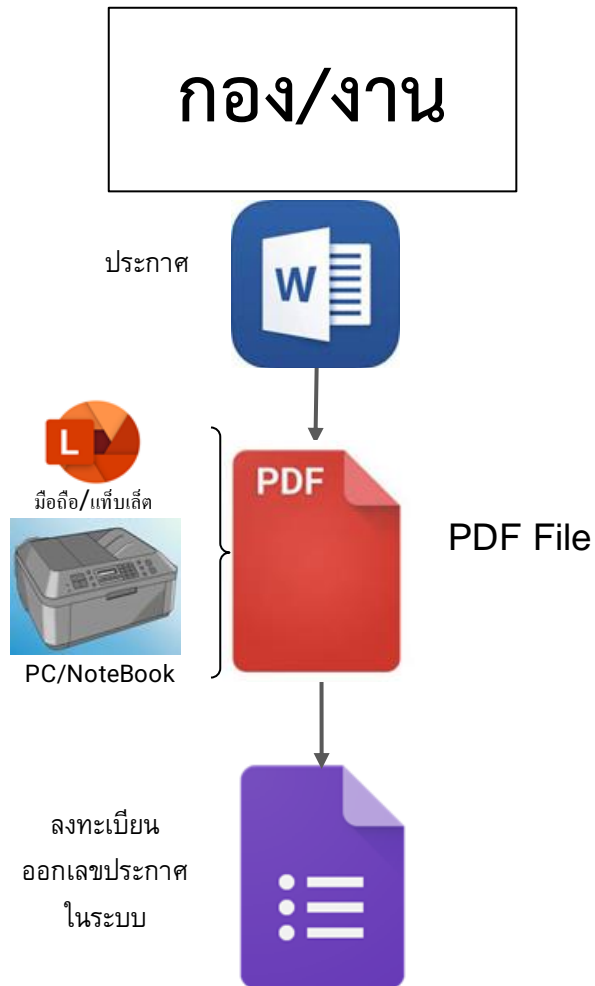 กอง/งาน
ประกาศ
W
L
มือถือ/แท็บเล็ต
PDF
PDF File
PC/NoteBook
ลงทะเบียน
ออกเลขประกาศ
ในระบบ